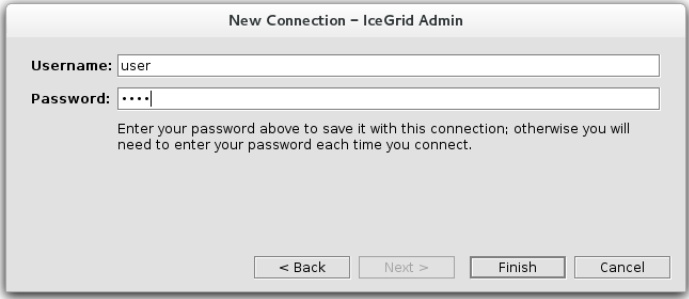 New Connection – IceGrid Admin
Username: user
Password: ••••
Enter your password above to save it with this connection; otherwise you will
need to enter your password each time you connect.
< Back Next > Finish Cancel